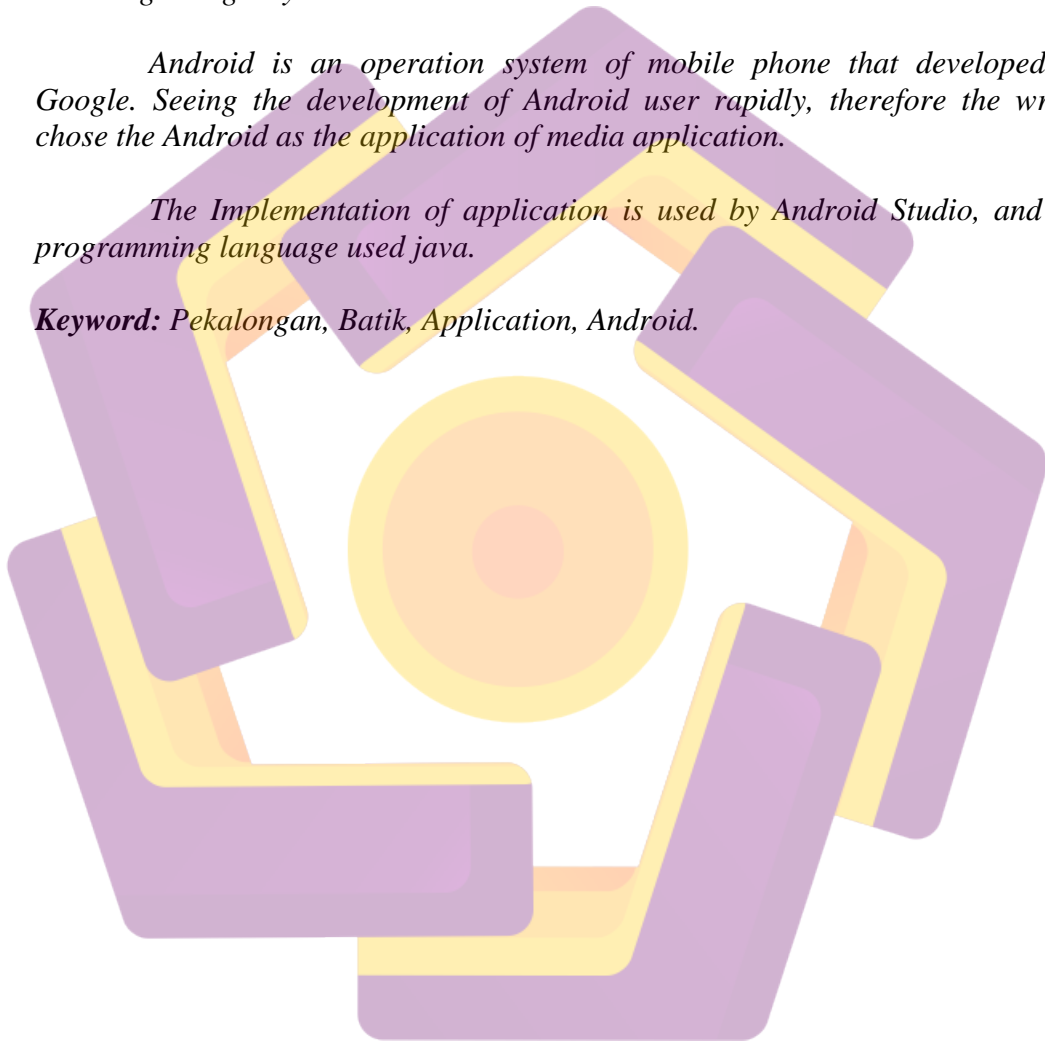 Android is an operation system of mobile phone that developed
Google. Seeing the development of Android user rapidly, therefore the
chose the Android as the application of media application.
The Implementation of application is used by Android Studio, and
programming language used java.
Keyword: Pekalongan, Batik, Application, Android.